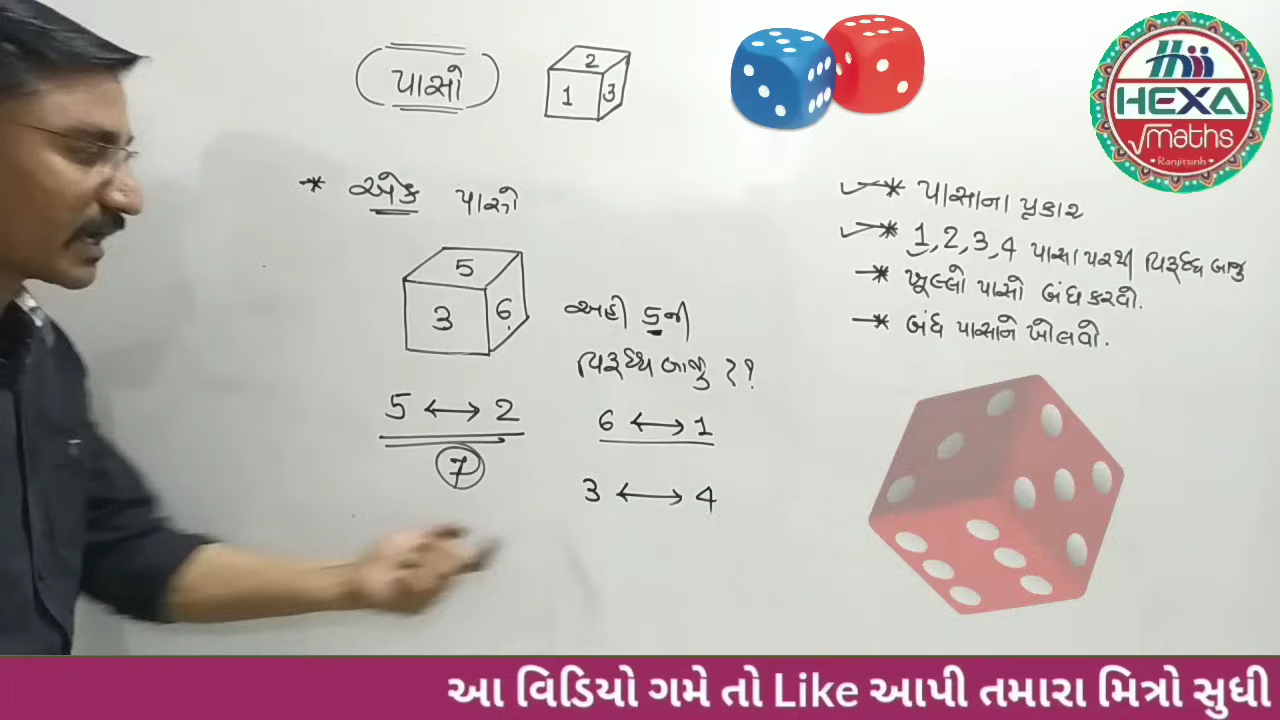 પાસો
2
1 3
HEXA
maths
Ranjitsinh
* એક પાસો
5
3 6
અહી 5ની
વિરૂધ્ધ બાજુ ??
5 ↔ 2
7
6 ↔ 1
3 ↔ 4
* પાસાના પ્રકાર
* 1,2,3,4 પાસા પરથી વિરૂધ્ધ બાજુ
* ખૂલ્લો પાસો બંધ કરવો.
* બંધ પાસાને ખોલવો.
આ વિડિયો ગમે તો Like આપી તમારા મિત્રો સુધી